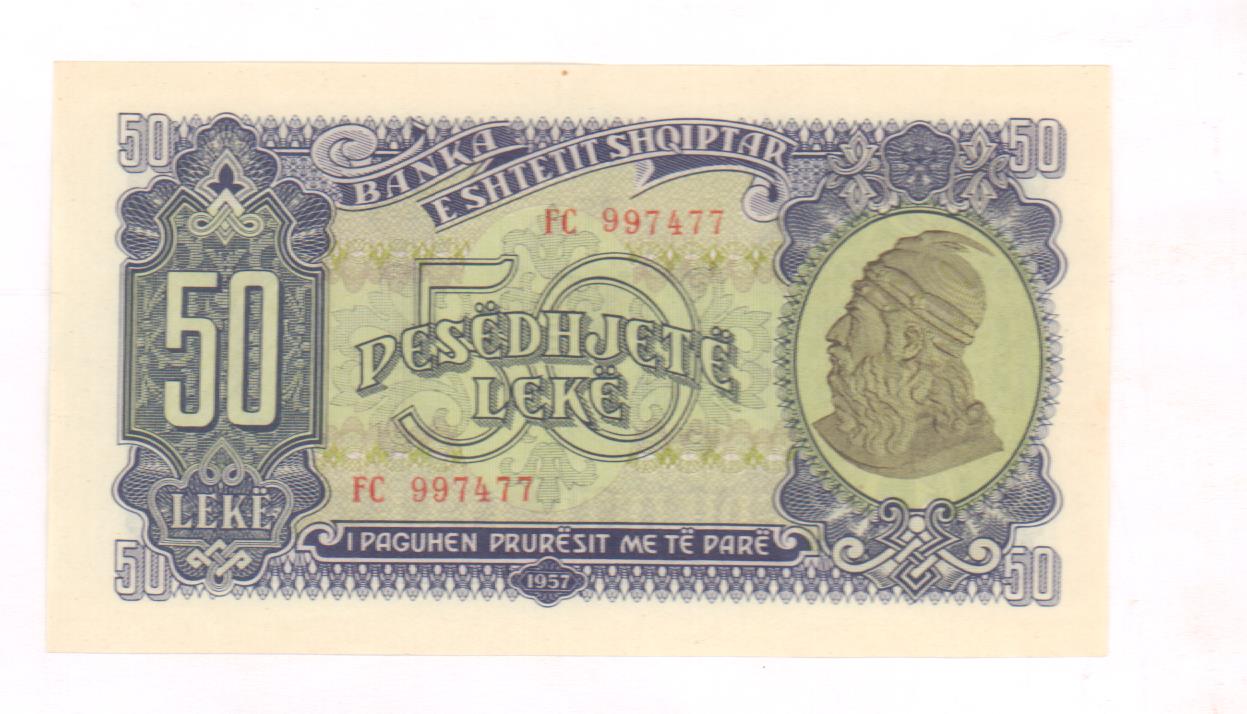 50
50
BANKA
E SHTETIT SHQIPTAR
FC 997477
50
50
PESËDHJETË
LEKË
FC 997477
LEKË
I PAGUHEN PRURËSIT ME TË PARË
1957
50
50